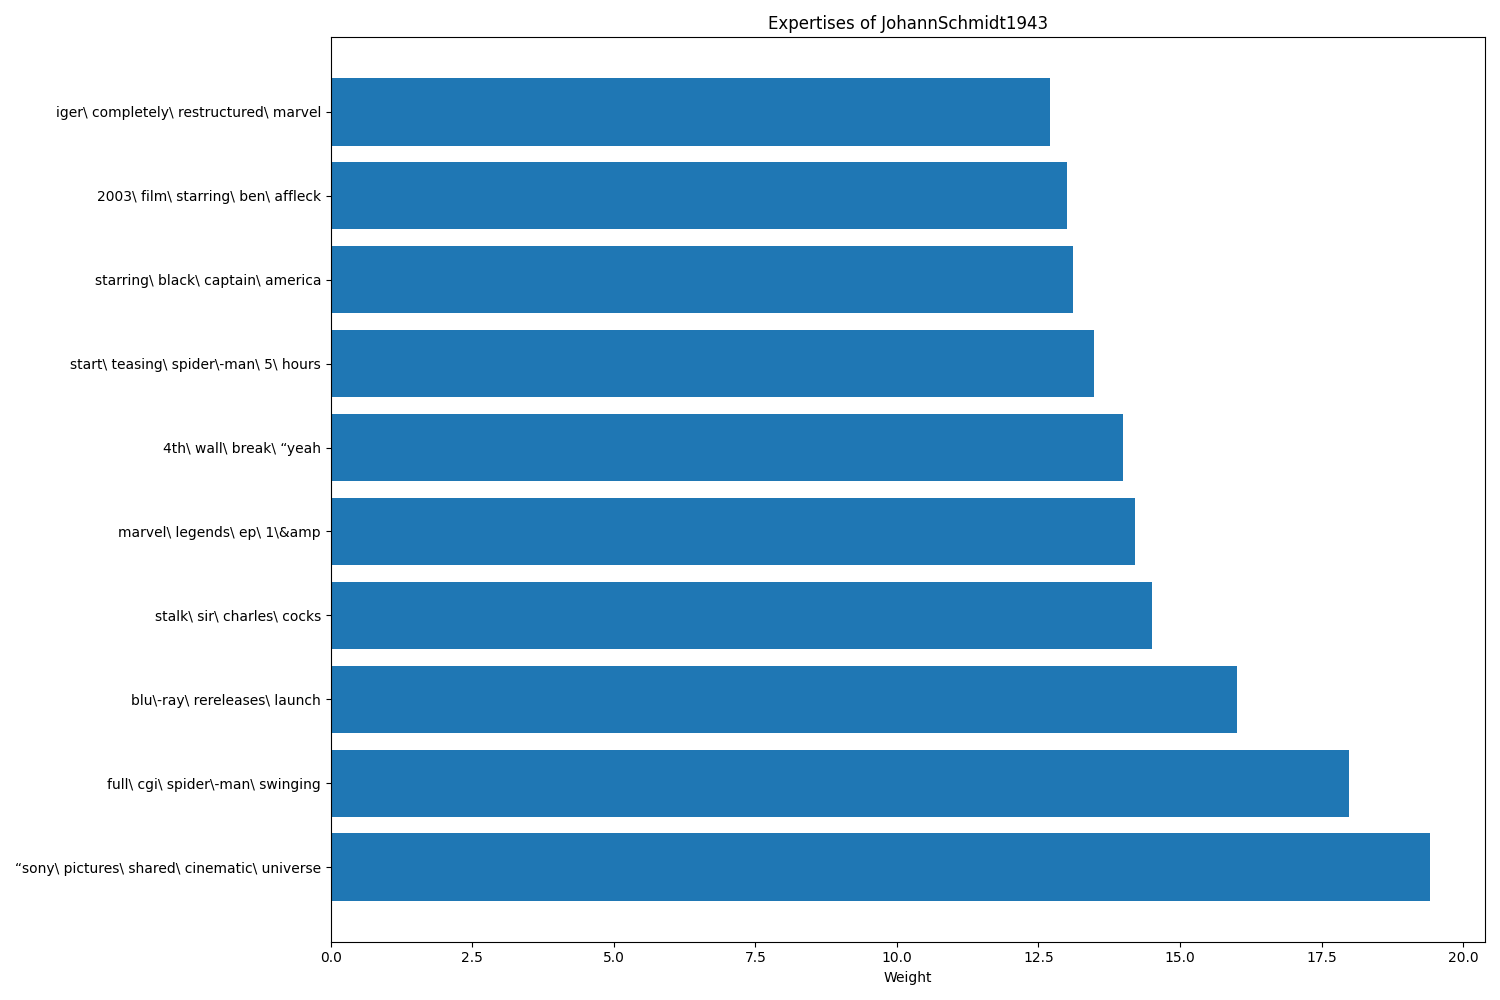 Expertises of JohannSchmidt1943
iger\ completely\ restructured\ marvel
2003\ film\ starring\ ben\ affleck
starring\ black\ captain\ america
start\ teasing\ spider\-man\ 5\ hours
4th\ wall\ break\ “yeah
marvel\ legends\ ep\ 1\&amp
stalk\ sir\ charles\ cocks
blu\-ray\ rereleases\ launch
full\ cgi\ spider\-man\ swinging
“sony\ pictures\ shared\ cinematic\ universe
0.0 2.5 5.0 7.5 10.0 12.5 15.0 17.5 20.0
Weight